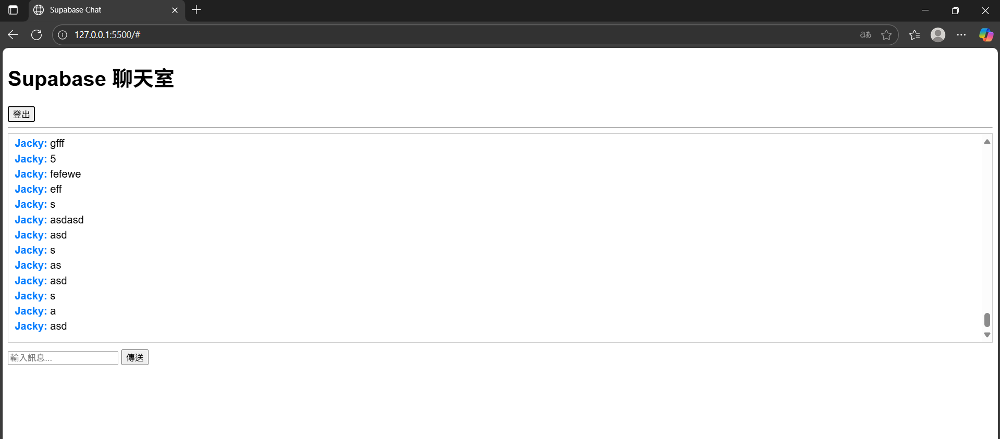 Supabase Chat
127.0.0.1:5500/#
aあ
Supabase 聊天室
登出
Jacky: gfff
Jacky: 5
Jacky: fefewe
Jacky: eff
Jacky: s
Jacky: asdasd
Jacky: asd
Jacky: s
Jacky: as
Jacky: asd
Jacky: s
Jacky: a
Jacky: asd
輸入訊息... 傳送